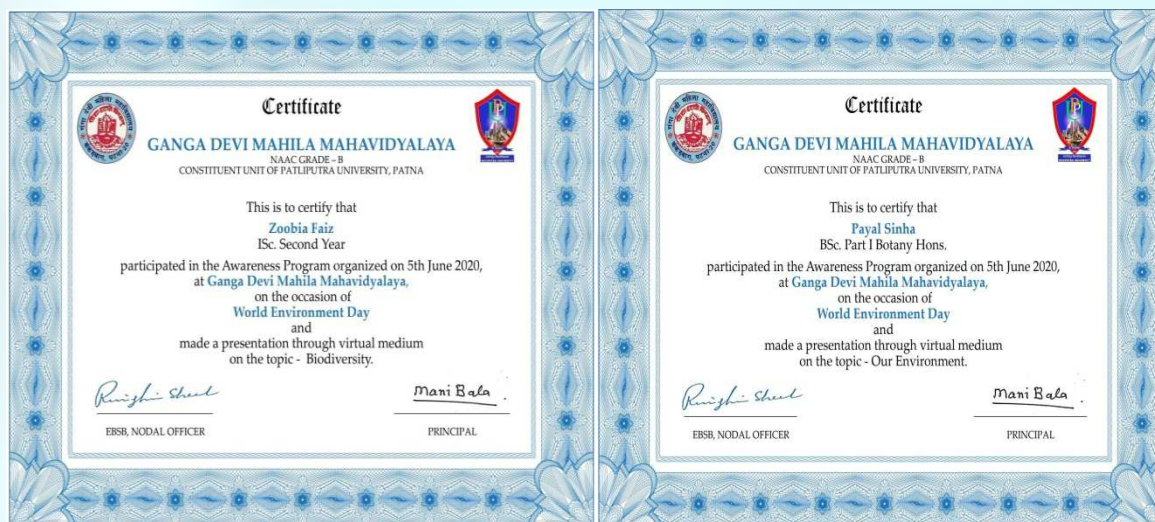 Certificate
GANGA DEVI MAHILA MAHAVIDYALAYA
NAAC GRADE – B
CONSTITUENT UNIT OF PATLIPUTRA UNIVERSITY, PATNA
This is to certify that
Zoobia Faiz
ISc. Second Year
participated in the Awareness Program organized on 5th June 2020,
at Ganga Devi Mahila Mahavidyalaya,
on the occasion of
World Environment Day
and
made a presentation through virtual medium
on the topic - Biodiversity.
Mani Bala
EBSB, NODAL OFFICER
PRINCIPAL
Certificate
GANGA DEVI MAHILA MAHAVIDYALAYA
NAAC GRADE – B
CONSTITUENT UNIT OF PATLIPUTRA UNIVERSITY, PATNA
This is to certify that
Payal Sinha
BSc. Part I Botany Hons.
participated in the Awareness Program organized on 5th June 2020,
at Ganga Devi Mahila Mahavidyalaya,
on the occasion of
World Environment Day
and
made a presentation through virtual medium
on the topic - Our Environment.
Mani Bala
EBSB, NODAL OFFICER
PRINCIPAL